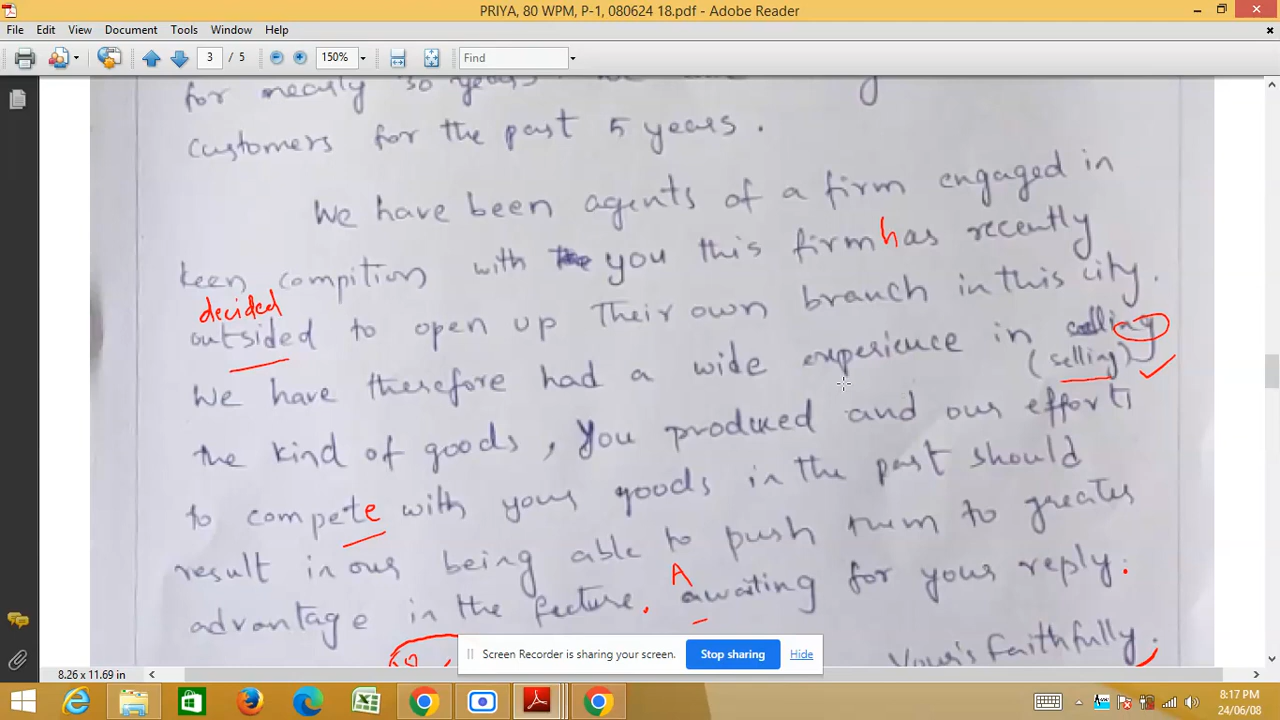 PRIYA, 80 WPM, P-1, 080624 18.pdf - Adobe Reader
File Edit View Document Tools Window Help
3 / 5 150% Find
for nearly 30 years.
customers for the past 5 years.
We have been agents of a firm engaged in
keen compition with the you this firm has recently
decided
outsided to open up Their own branch in this city.
We have therefore had a wide experience in calling
(selling)
the kind of goods, you produced and our efforts
to compete with your goods in the past should
result in our being able to push them to greater
A
advantage in the fecture. awaiting for your reply.
Your's faithfully,
Screen Recorder is sharing your screen. Stop sharing Hide
8.26 x 11.69 in
8:17 PM
24/06/08